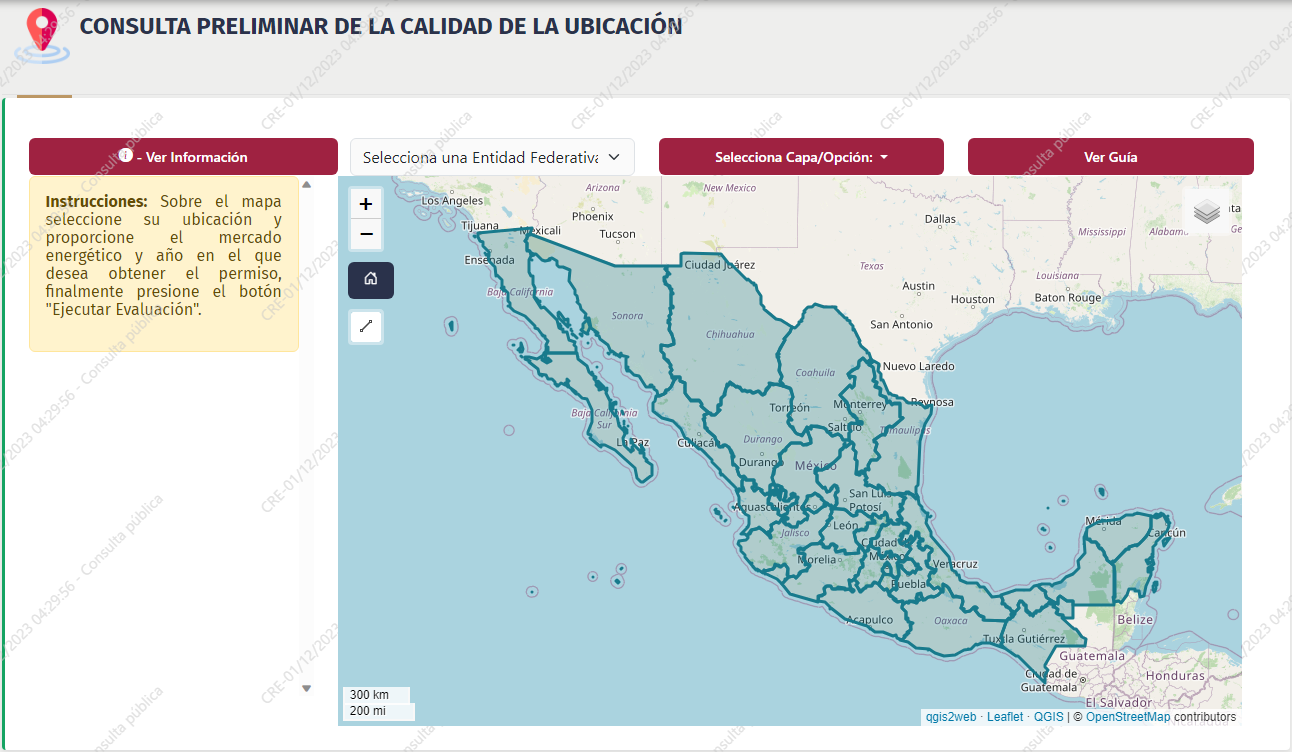 CONSULTA PRELIMINAR DE LA CALIDAD DE LA UBICACIÓN
i - Ver Información
Selecciona una Entidad Federativa
Selecciona Capa/Opción:
Ver Guía
Instrucciones: Sobre el mapa
seleccione su ubicación y
proporcione el mercado
energético y año en el que
desea obtener el permiso,
finalmente presione el botón
"Ejecutar Evaluación".
+
−
Arizona
New Mexico
Los Angeles
Phoenix
Dallas
Tijuana
Mexicali
Tucson
Mississippi
Alabama
Ensenada
Ciudad Juárez
Texas
Louisiana
Baja California
Austin
Houston
Baton Rouge
Sonora
San Antonio
Chihuahua
Nuevo Laredo
Coahuila
Torreón
Monterrey
Reynosa
Baja California
Sur
Saltillo
Tamaulipas
La Paz
Culiacán
Durango
Durango
México
San Luis
Potosí
Aguascalientes
León
Mérida
Cancún
Jalisco
Ciudad de
México
Morelia
Veracruz
Puebla
Acapulco
Oaxaca
Belize
Tuxtla Gutiérrez
Guatemala
Ciudad de
Guatemala
Honduras
El Salvador
300 km
200 mi
qgis2web · Leaflet · QGIS | © OpenStreetMap contributors
CRE-01/12/2023 04:29:56 - Consulta pública